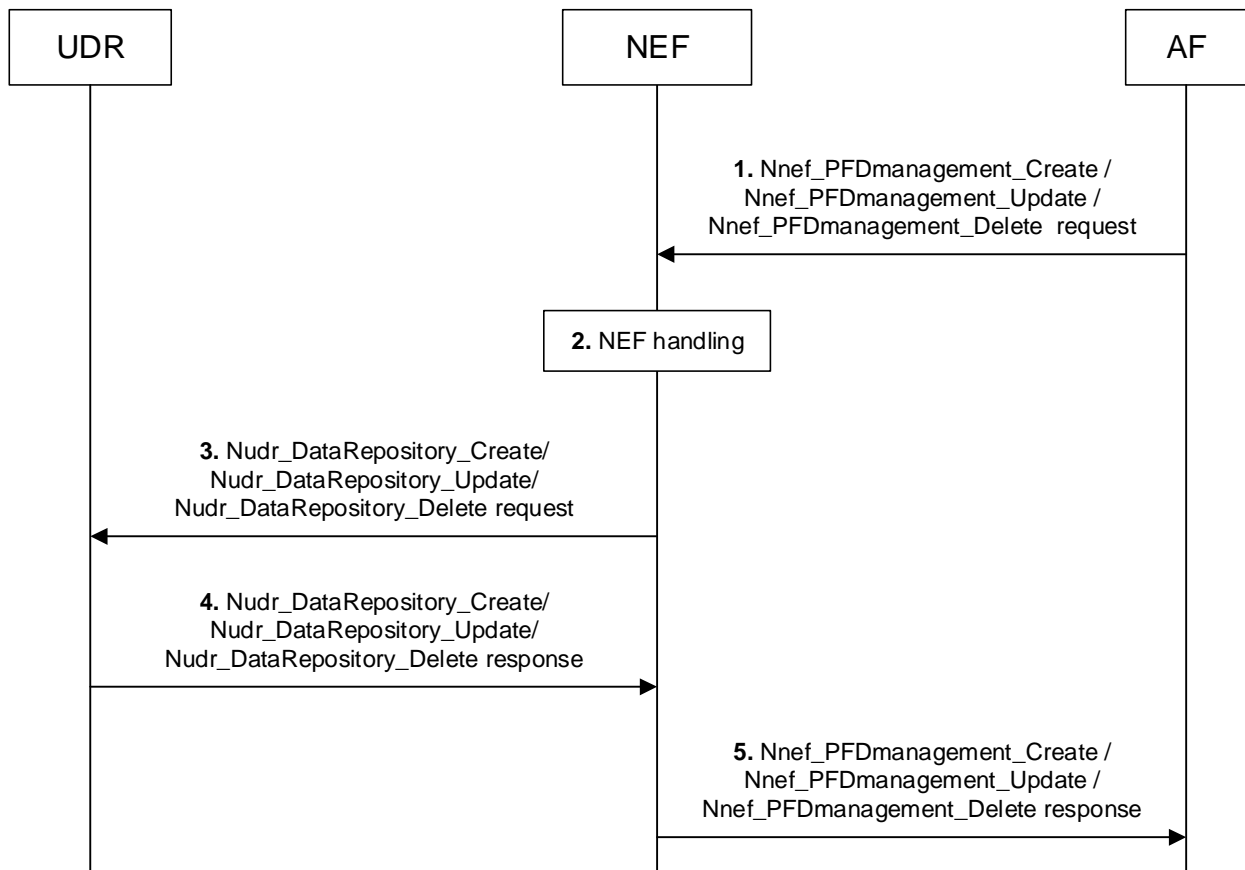 UDR
NEF
AF
1. Nnef_PFDmanagement_Create /
Nnef_PFDmanagement_Update /
Nnef_PFDmanagement_Delete request
2. NEF handling
3. Nudr_DataRepository_Create/
Nudr_DataRepository_Update/
Nudr_DataRepository_Delete request
4. Nudr_DataRepository_Create/
Nudr_DataRepository_Update/
Nudr_DataRepository_Delete response
5. Nnef_PFDmanagement_Create /
Nnef_PFDmanagement_Update /
Nnef_PFDmanagement_Delete response